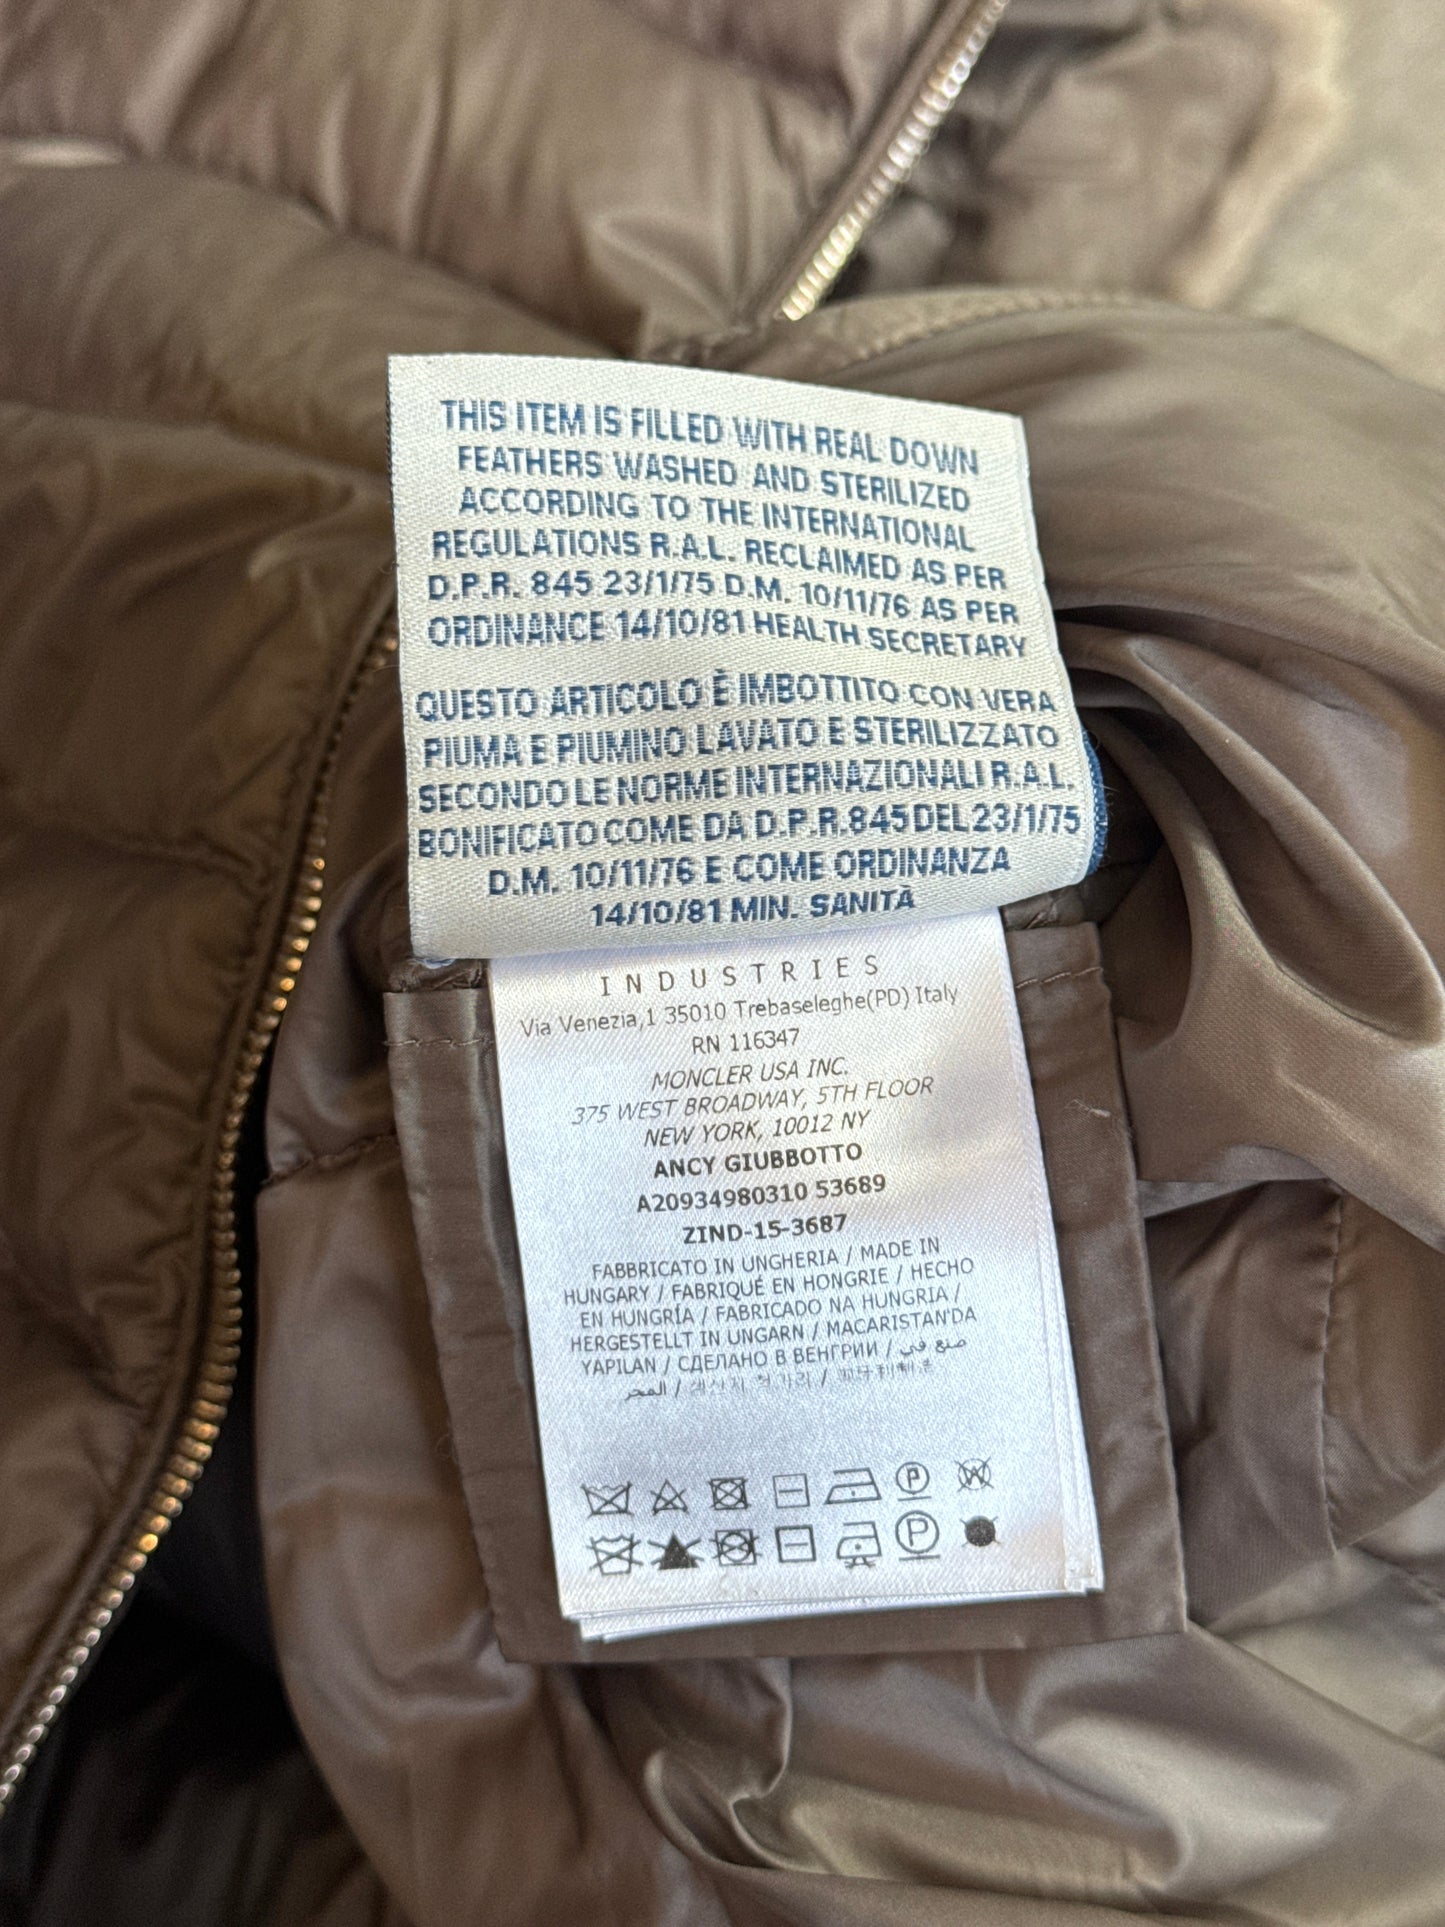 THIS ITEM IS FILLED WITH REAL DOWN
FEATHERS WASHED AND STERILIZED
ACCORDING TO THE INTERNATIONAL
REGULATIONS R.A.L. RECLAIMED AS PER
D.P.R. 845 23/1/75 D.M. 10/11/76 AS PER
ORDINANCE 14/10/81 HEALTH SECRETARY
QUESTO ARTICOLO È IMBOTTITO CON VERA
PIUMA E PIUMINO LAVATO E STERILIZZATO
SECONDO LE NORME INTERNAZIONALI R.A.L.
BONIFICATO COME DA D.P.R.845 DEL 23/1/75
D.M. 10/11/76 E COME ORDINANZA
14/10/81 MIN. SANITÀ
INDUSTRIES
Via Venezia,1 35010 Trebaseleghe(PD) Italy
RN 116347
MONCLER USA INC.
375 WEST BROADWAY, 5TH FLOOR
NEW YORK, 10012 NY
ANCY GIUBBOTTO
A20934980310 53689
ZIND-15-3687
FABBRICATO IN UNGHERIA / MADE IN
HUNGARY / FABRIQUÉ EN HONGRIE / HECHO
EN HUNGRÍA / FABRICADO NA HUNGRIA /
HERGESTELLT IN UNGARN / MACARISTAN'DA
YAPILAN / СДЕЛАНО В ВЕНГРИИ / صنع في
المجر / /
P W
P